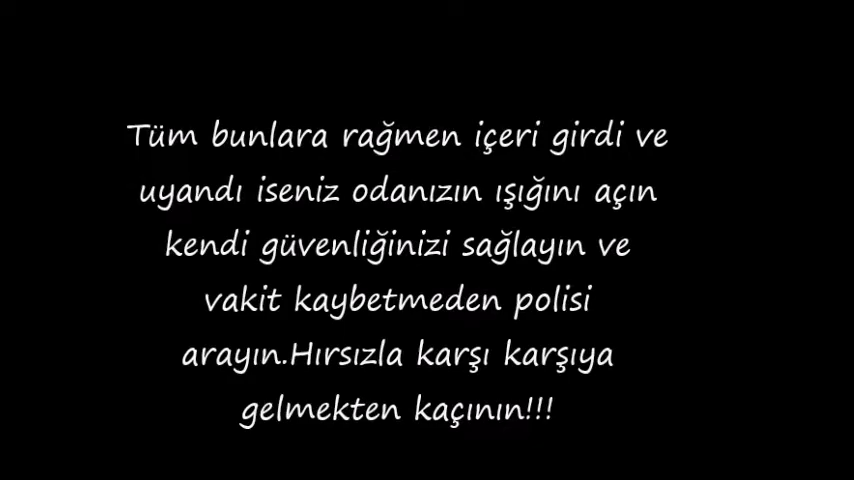 Tüm bunlara rağmen içeri girdi ve
uyandı iseniz odanızın ışığını açın
kendi güvenliğinizi sağlayın ve
vakit kaybetmeden polisi
arayın.Hırsızla karşı karşıya
gelmekten kaçının!!!